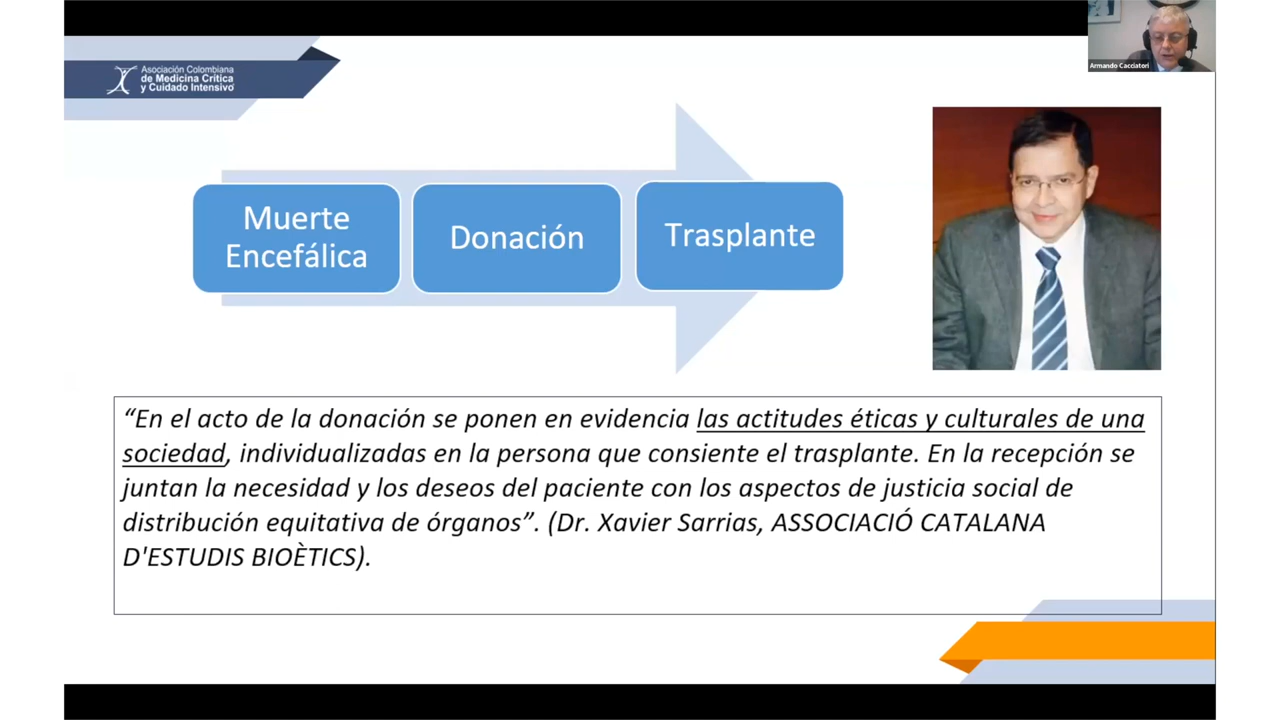 Armando Cacciatori
Asociación Colombiana
de Medicina Crítica
y Cuidado Intensivo
Muerte
Encefálica
Donación
Trasplante
“En el acto de la donación se ponen en evidencia las actitudes éticas y culturales de una
sociedad, individualizadas en la persona que consiente el trasplante. En la recepción se
juntan la necesidad y los deseos del paciente con los aspectos de justicia social de
distribución equitativa de órganos”. (Dr. Xavier Sarrias, ASSOCIACIÓ CATALANA
D'ESTUDIS BIOÈTICS).